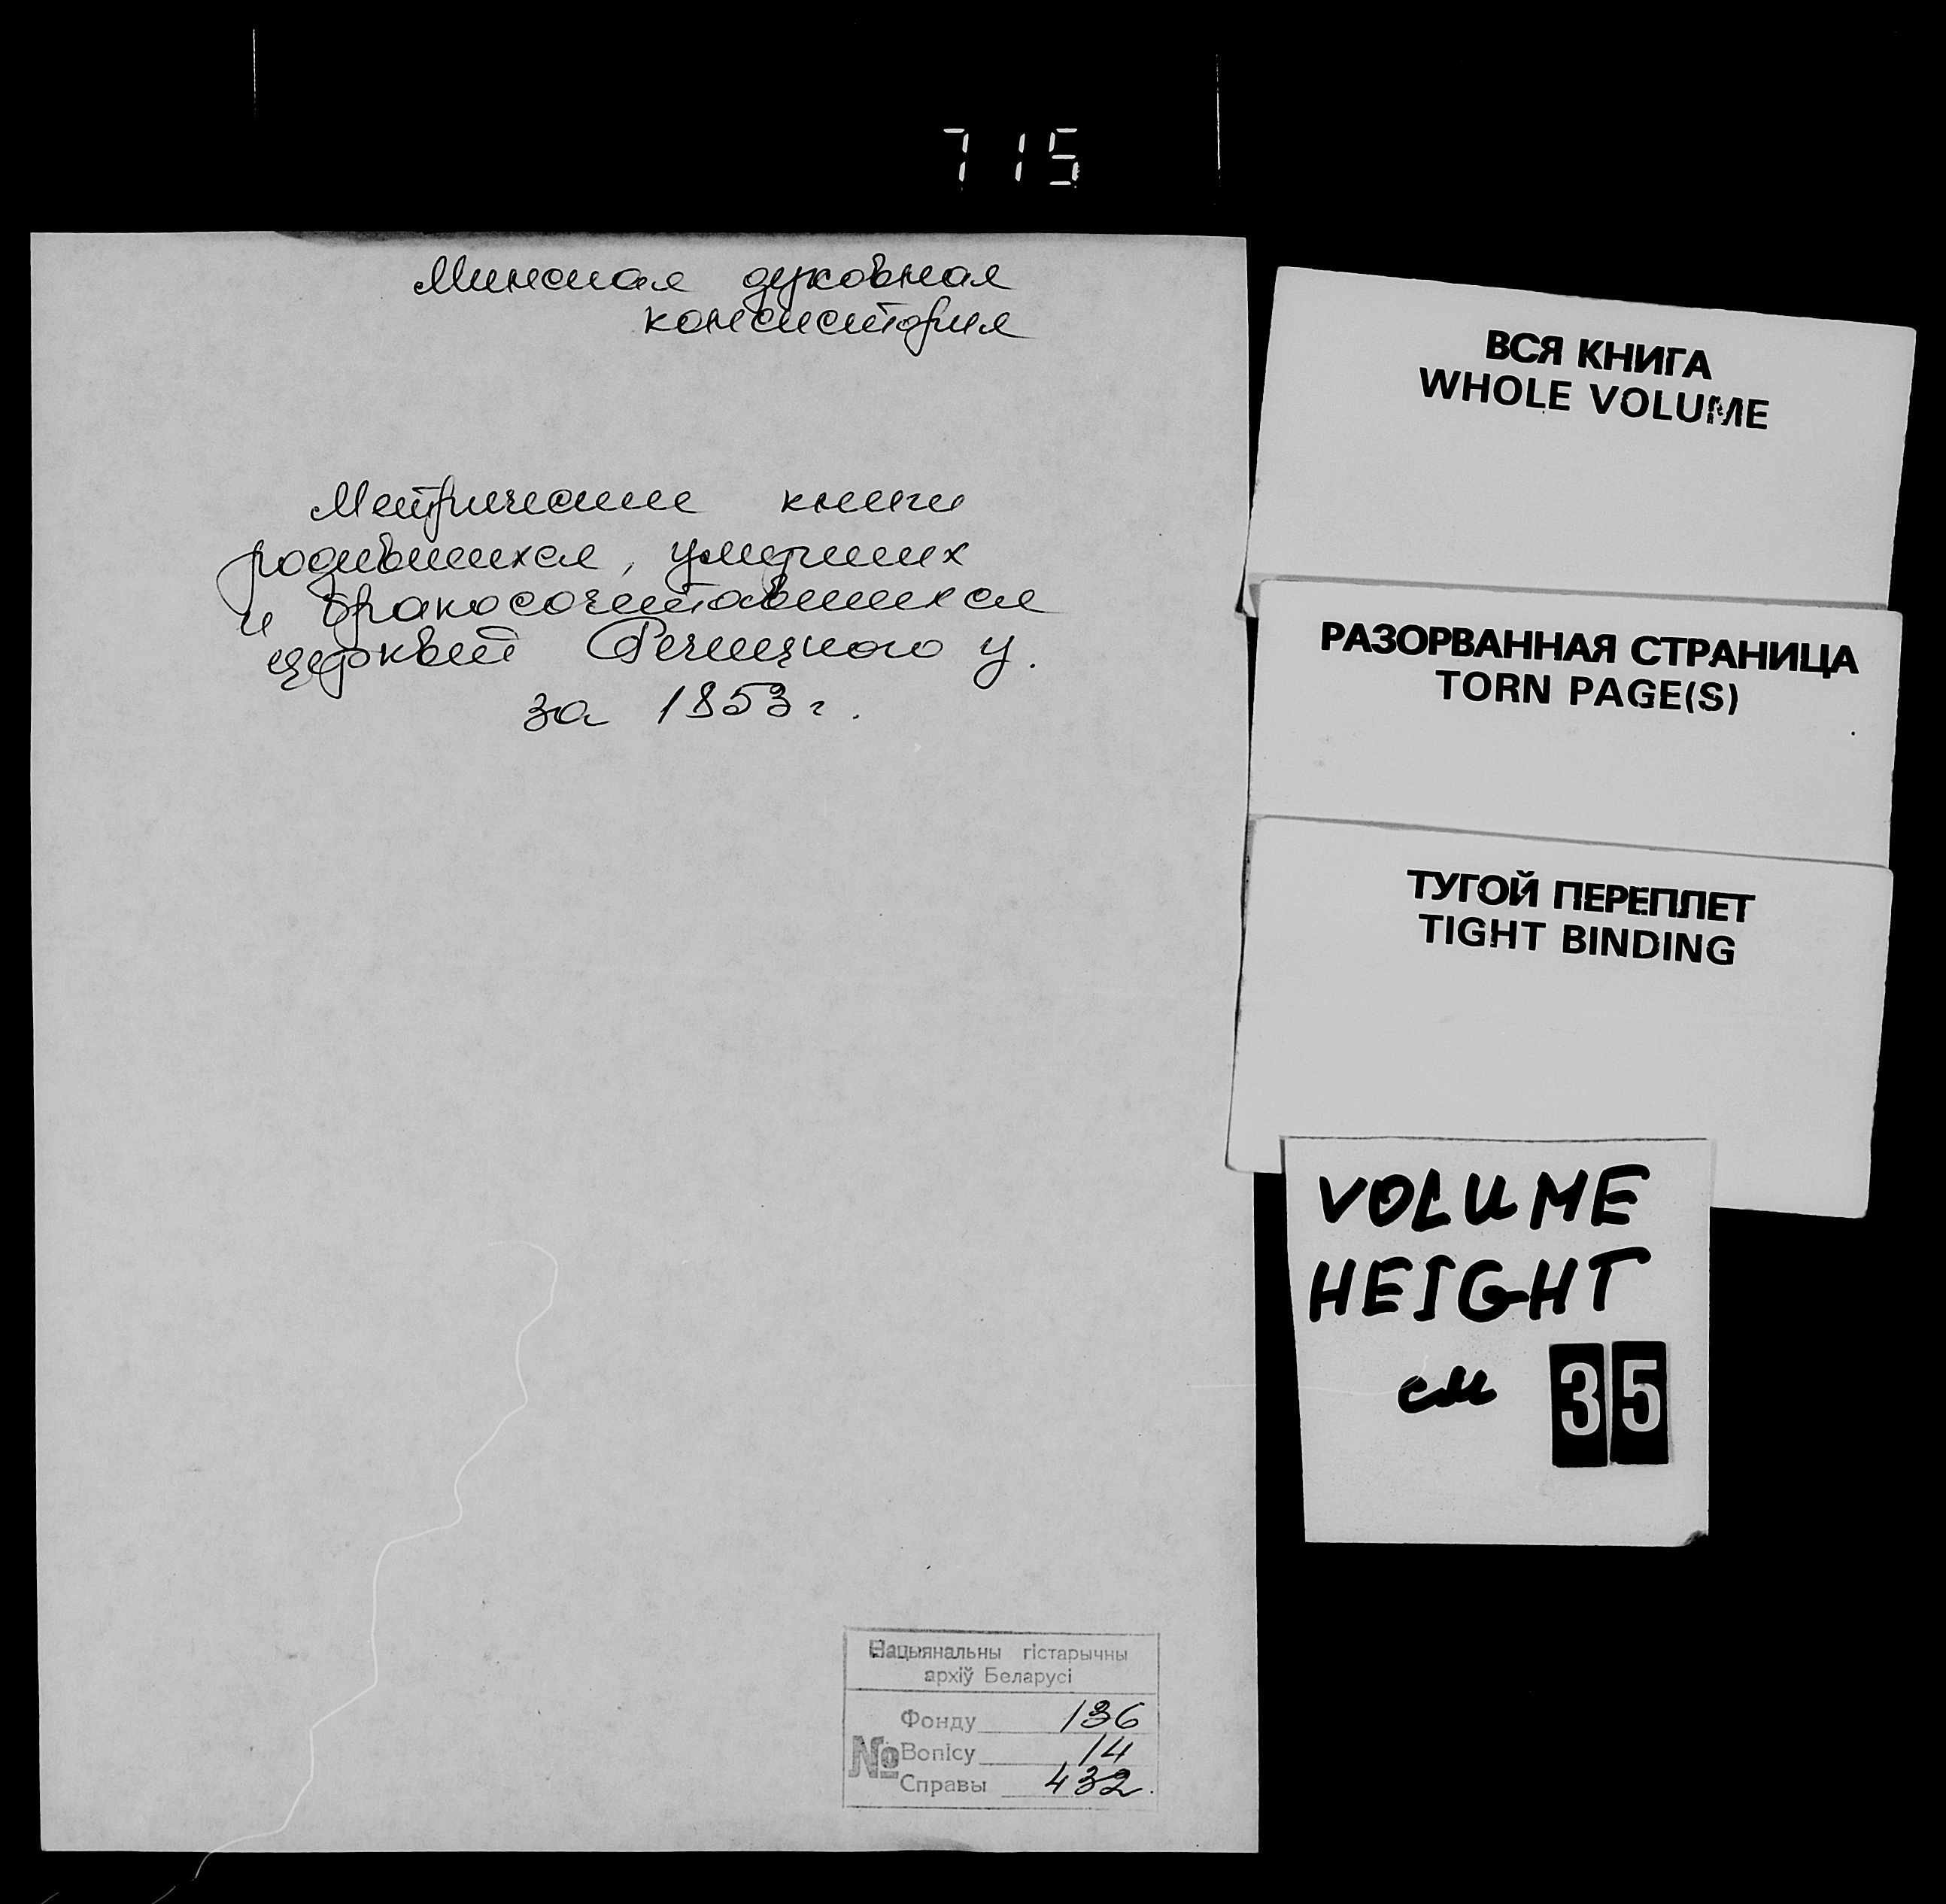 715
Минская духовная
консистория
Метрические книги
родившихся, умерших
и бракосочетавшихся
церквей Речицкого у.
за 1853 г.
ВСЯ КНИГА
WHOLE VOLUME
РАЗОРВАННАЯ СТРАНИЦА
TORN PAGE(S)
ТУГОЙ ПЕРЕПЛЕТ
TIGHT BINDING
VOLUME
HEIGHT
см 35
Нацыянальны гістарычны
архіў Беларусі
Фонду 136
№ Вопісу 14
Справы 432.